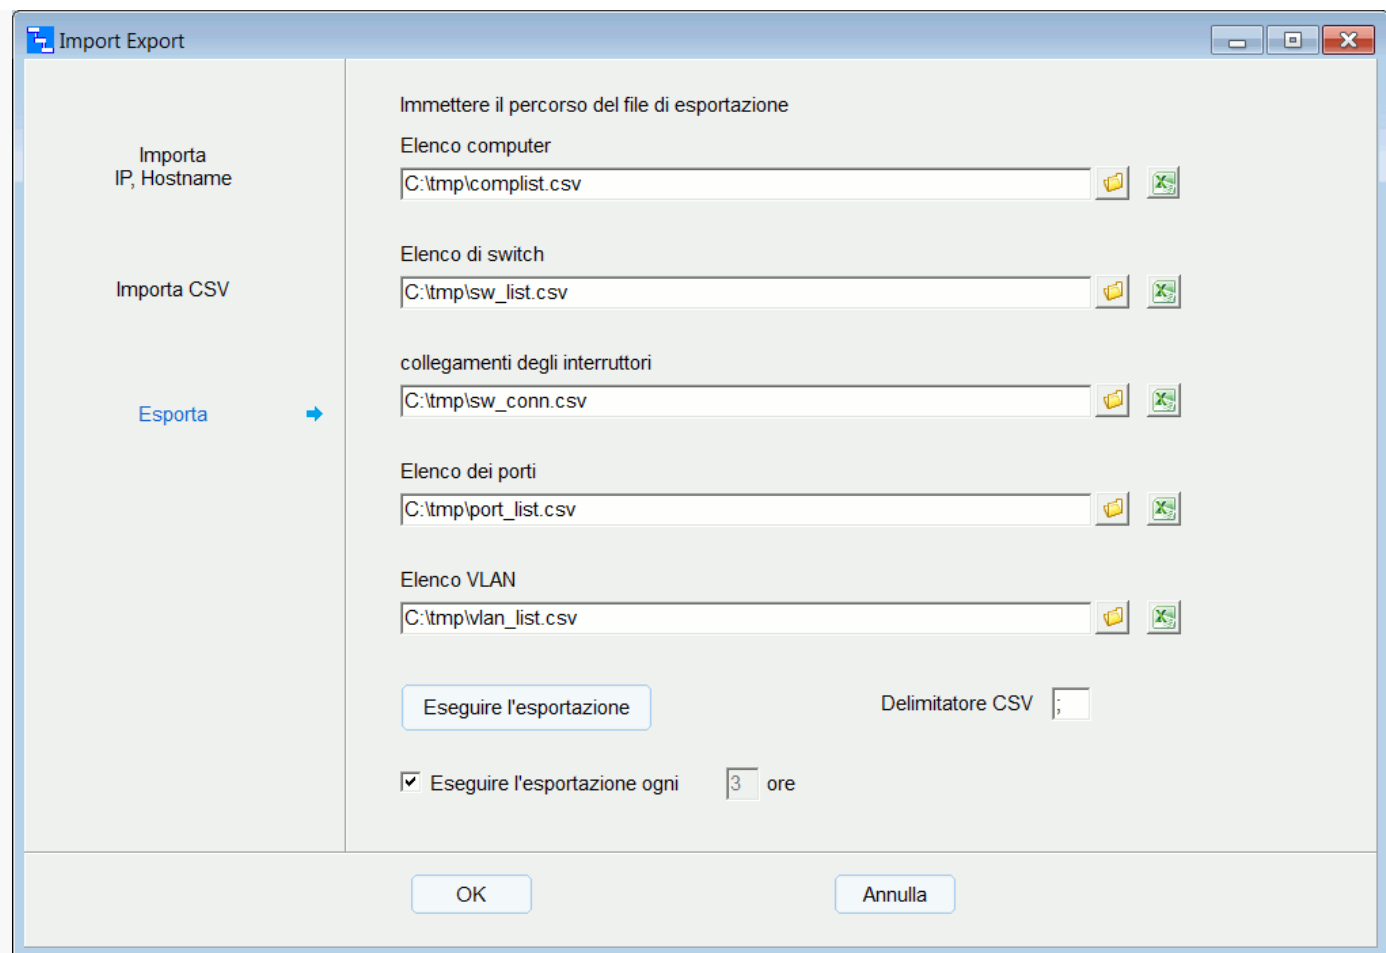 Import Export
Importa
IP, Hostname
Importa CSV
Esporta
Immettere il percorso del file di esportazione
Elenco computer
C:\tmp\complist.csv
Elenco di switch
C:\tmp\sw_list.csv
collegamenti degli interruttori
C:\tmp\sw_conn.csv
Elenco dei porti
C:\tmp\port_list.csv
Elenco VLAN
C:\tmp\vlan_list.csv
Eseguire l'esportazione
Delimitatore CSV ;
Eseguire l'esportazione ogni 3 ore
OK
Annulla